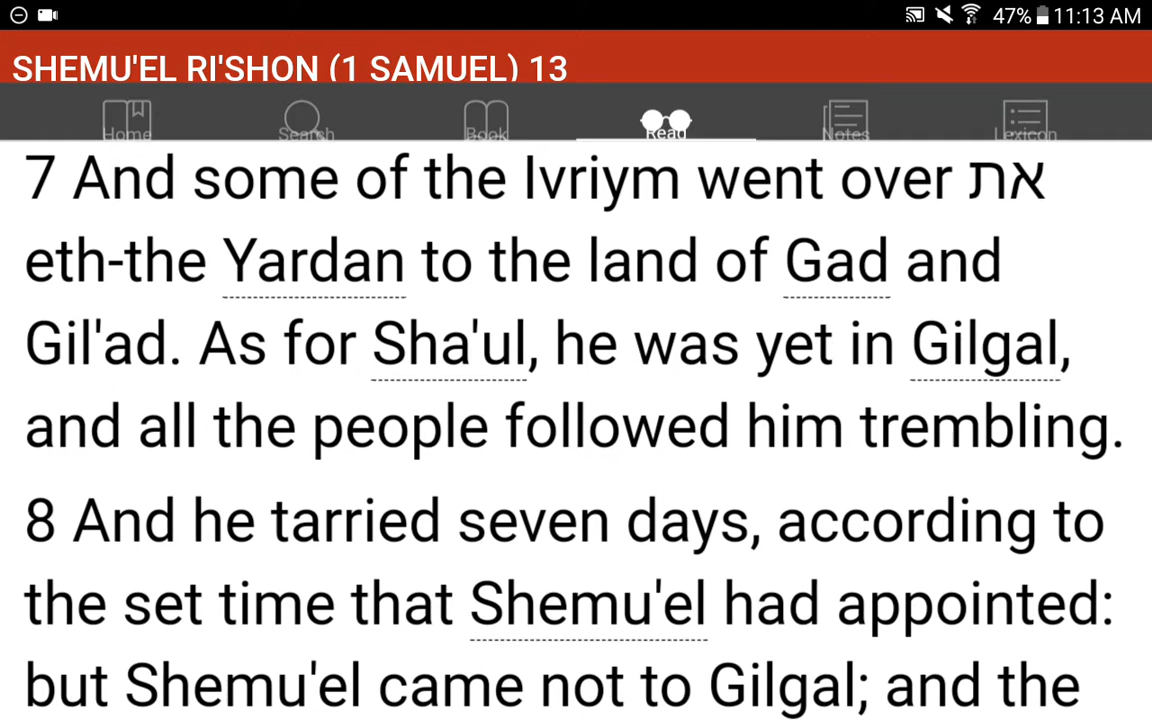 47% 11:13 AM
SHEMU'EL RI'SHON (1 SAMUEL) 13
Home Search Book Read Notes Lexicon
7 And some of the Ivriym went over את
eth-the Yardan to the land of Gad and
Gil'ad. As for Sha'ul, he was yet in Gilgal,
and all the people followed him trembling.
8 And he tarried seven days, according to
the set time that Shemu'el had appointed:
but Shemu'el came not to Gilgal; and the